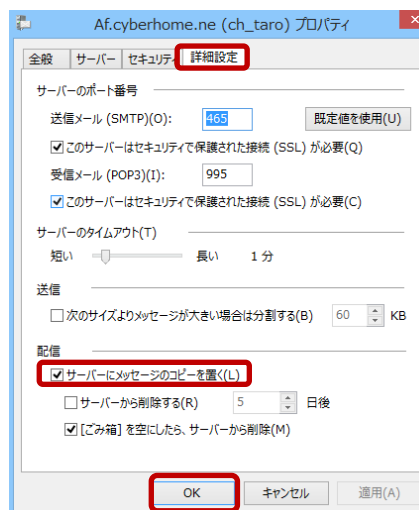 Af.cyberhome.ne (ch_taro) プロパティ
全般 サーバー セキュリティ 詳細設定
サーバーのポート番号
送信メール (SMTP)(O): 465 既定値を使用(U)
このサーバーはセキュリティで保護された接続 (SSL) が必要(Q)
受信メール (POP3)(I): 995
このサーバーはセキュリティで保護された接続 (SSL) が必要(C)
サーバーのタイムアウト(T)
短い 長い 1 分
送信
次のサイズよりメッセージが大きい場合は分割する(B) 60 KB
配信
サーバーにメッセージのコピーを置く(L)
サーバーから削除する(R) 5 日後
[ごみ箱] を空にしたら、サーバーから削除(M)
OK キャンセル 適用(A)